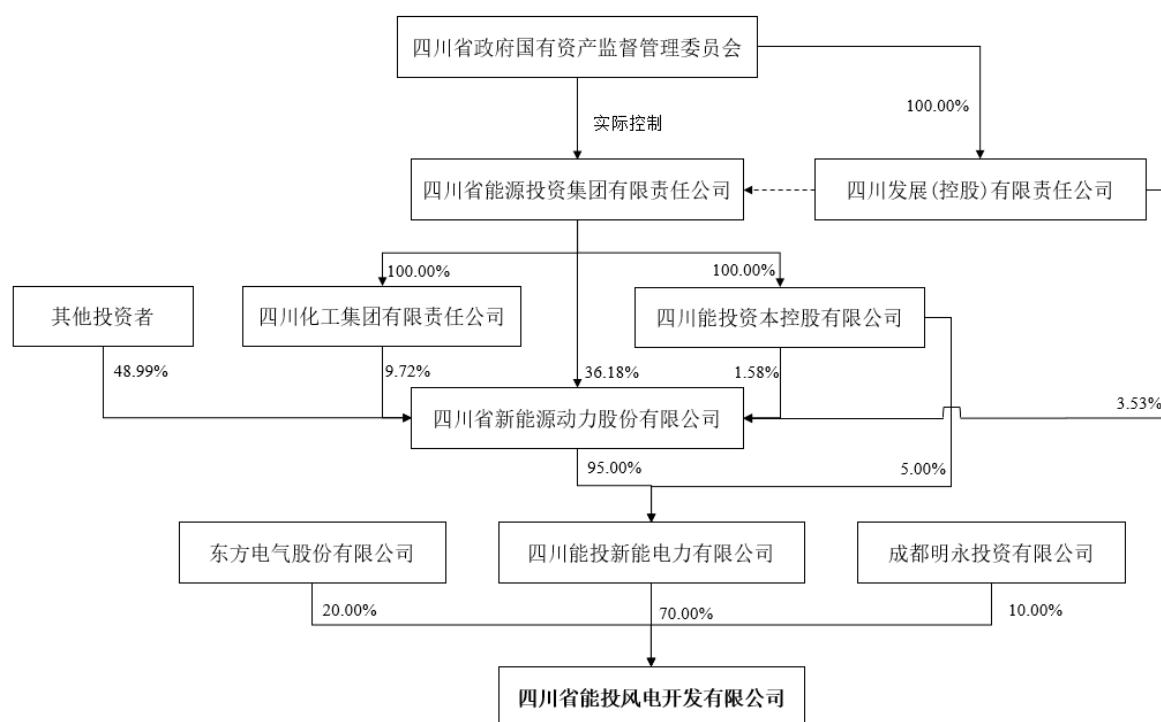 四川省政府国有资产监督管理委员会
100.00%
实际控制
四川省能源投资集团有限责任公司
四川发展(控股)有限责任公司
100.00%
100.00%
其他投资者
四川化工集团有限责任公司
四川能投资本控股有限公司
48.99%
9.72%
36.18%
1.58%
四川省新能源动力股份有限公司
3.53%
95.00%
5.00%
东方电气股份有限公司
四川能投新能电力有限公司
成都明永投资有限公司
20.00%
70.00%
10.00%
四川省能投风电开发有限公司